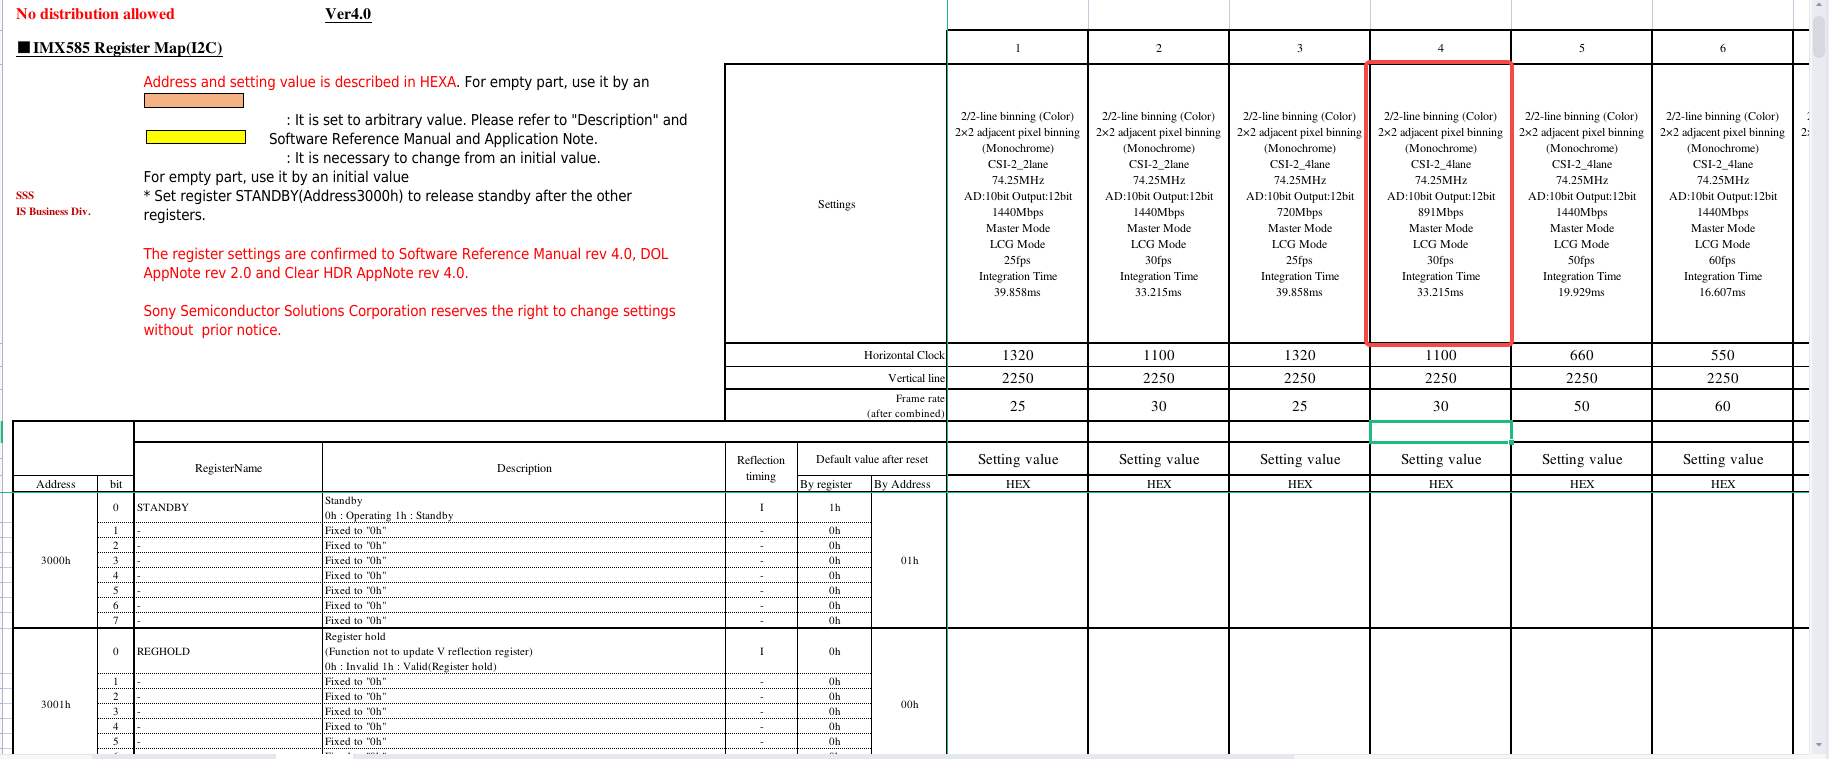 No distribution allowed Ver4.0
■IMX585 Register Map(I2C)
1 2 3 4 5 6
Address and setting value is described in HEXA. For empty part, use it by an
: It is set to arbitrary value. Please refer to "Description" and
Software Reference Manual and Application Note.
: It is necessary to change from an initial value.
For empty part, use it by an initial value
* Set register STANDBY(Address3000h) to release standby after the other
registers.
SSS
IS Business Div.
The register settings are confirmed to Software Reference Manual rev 4.0, DOL
AppNote rev 2.0 and Clear HDR AppNote rev 4.0.
Sony Semiconductor Solutions Corporation reserves the right to change settings
without prior notice.
Settings
2/2-line binning (Color)
2×2 adjacent pixel binning
(Monochrome)
CSI-2_2lane
74.25MHz
AD:10bit Output:12bit
1440Mbps
Master Mode
LCG Mode
25fps
Integration Time
39.858ms
2/2-line binning (Color)
2×2 adjacent pixel binning
(Monochrome)
CSI-2_2lane
74.25MHz
AD:10bit Output:12bit
1440Mbps
Master Mode
LCG Mode
30fps
Integration Time
33.215ms
2/2-line binning (Color)
2×2 adjacent pixel binning
(Monochrome)
CSI-2_4lane
74.25MHz
AD:10bit Output:12bit
720Mbps
Master Mode
LCG Mode
25fps
Integration Time
39.858ms
2/2-line binning (Color)
2×2 adjacent pixel binning
(Monochrome)
CSI-2_4lane
74.25MHz
AD:10bit Output:12bit
891Mbps
Master Mode
LCG Mode
30fps
Integration Time
33.215ms
2/2-line binning (Color)
2×2 adjacent pixel binning
(Monochrome)
CSI-2_4lane
74.25MHz
AD:10bit Output:12bit
1440Mbps
Master Mode
LCG Mode
50fps
Integration Time
19.929ms
2/2-line binning (Color)
2×2 adjacent pixel binning
(Monochrome)
CSI-2_4lane
74.25MHz
AD:10bit Output:12bit
1440Mbps
Master Mode
LCG Mode
60fps
Integration Time
16.607ms
Horizontal Clock 1320 1100 1320 1100 660 550
Vertical line 2250 2250 2250 2250 2250 2250
Frame rate
(after combined) 25 30 25 30 50 60
Address bit RegisterName Description Reflection timing Default value after reset Setting value Setting value Setting value Setting value Setting value Setting value
By register By Address HEX HEX HEX HEX HEX HEX
3000h 0 STANDBY Standby
0h : Operating 1h : Standby I 1h 01h
1 - Fixed to "0h" - 0h
2 - Fixed to "0h" - 0h
3 - Fixed to "0h" - 0h
4 - Fixed to "0h" - 0h
5 - Fixed to "0h" - 0h
6 - Fixed to "0h" - 0h
7 - Fixed to "0h" - 0h
3001h 0 REGHOLD Register hold
(Function not to update V reflection register)
0h : Invalid 1h : Valid(Register hold) I 0h 00h
1 - Fixed to "0h" - 0h
2 - Fixed to "0h" - 0h
3 - Fixed to "0h" - 0h
4 - Fixed to "0h" - 0h
5 - Fixed to "0h" - 0h